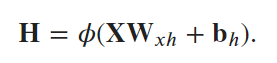 H = ϕ(XW_{xh} + b_h).